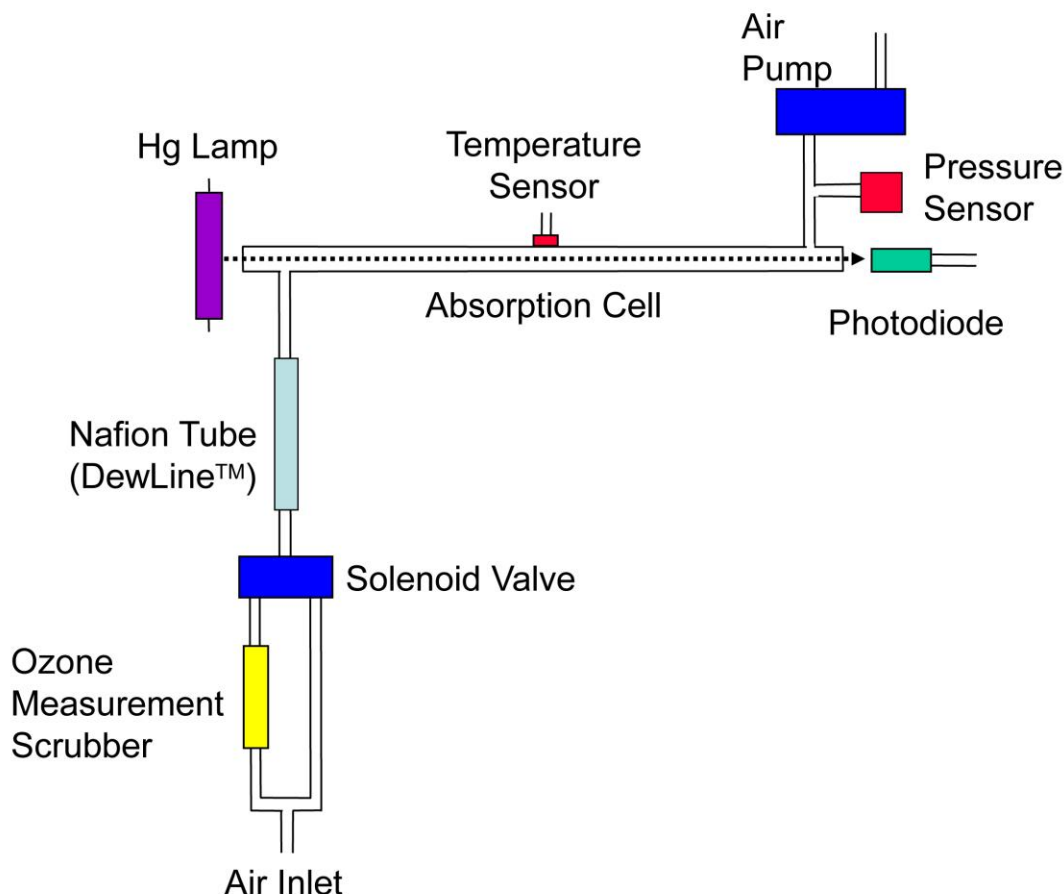 Air
Pump
Hg Lamp
Temperature
Sensor
Pressure
Sensor
Absorption Cell
Photodiode
Nafion Tube
(DewLine™)
Solenoid Valve
Ozone
Measurement
Scrubber
Air Inlet